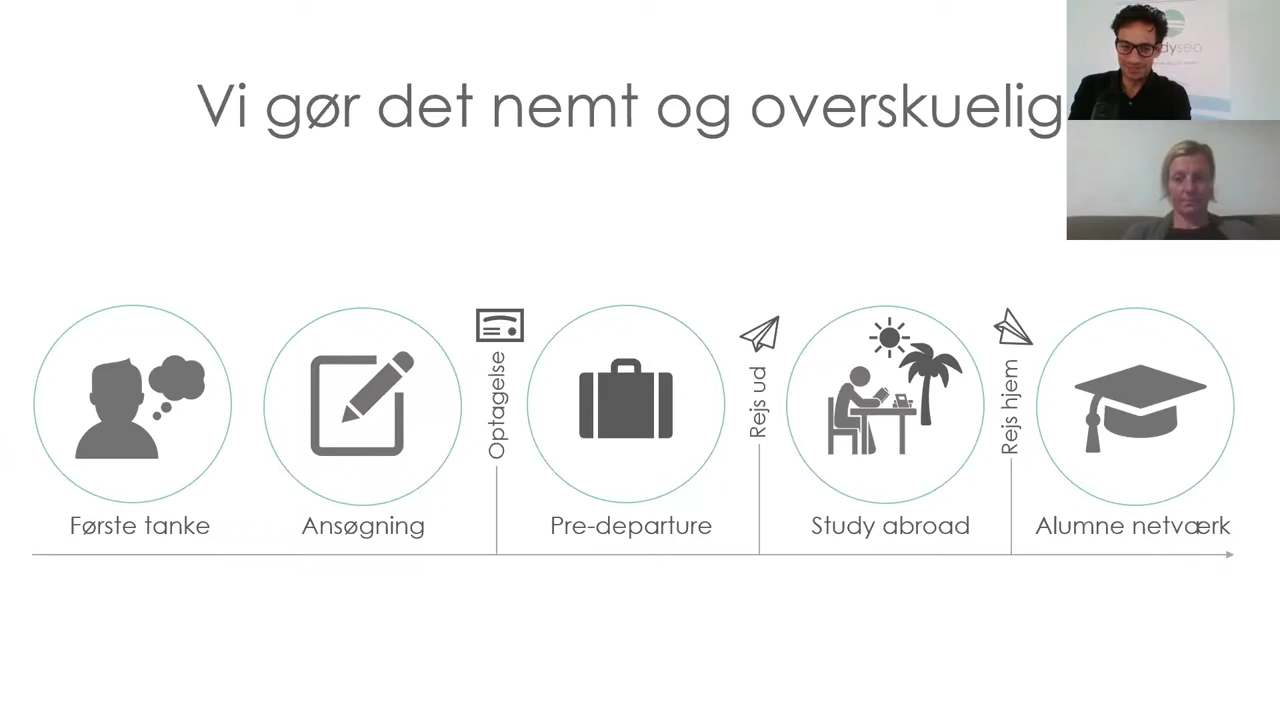 Vi gør det nemt og overskuelig
dysea
Optagelse
Rejs ud
Rejs hjem
Første tanke
Ansøgning
Pre-departure
Study abroad
Alumne netværk